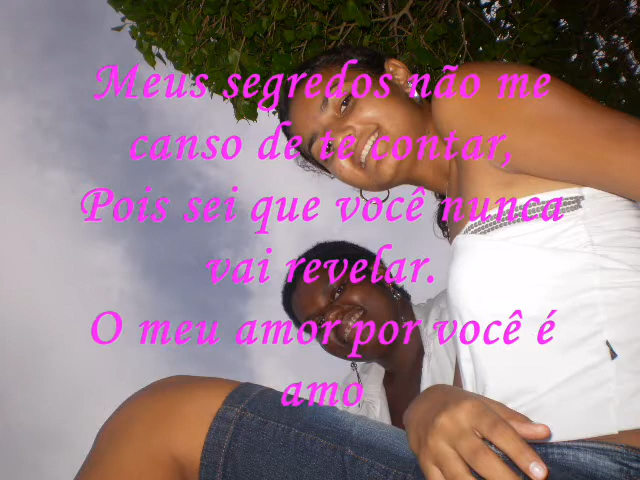 Meus segredos não me
canso de te contar,
Pois sei que você nunca
vai revelar.
O meu amor por você é
amo